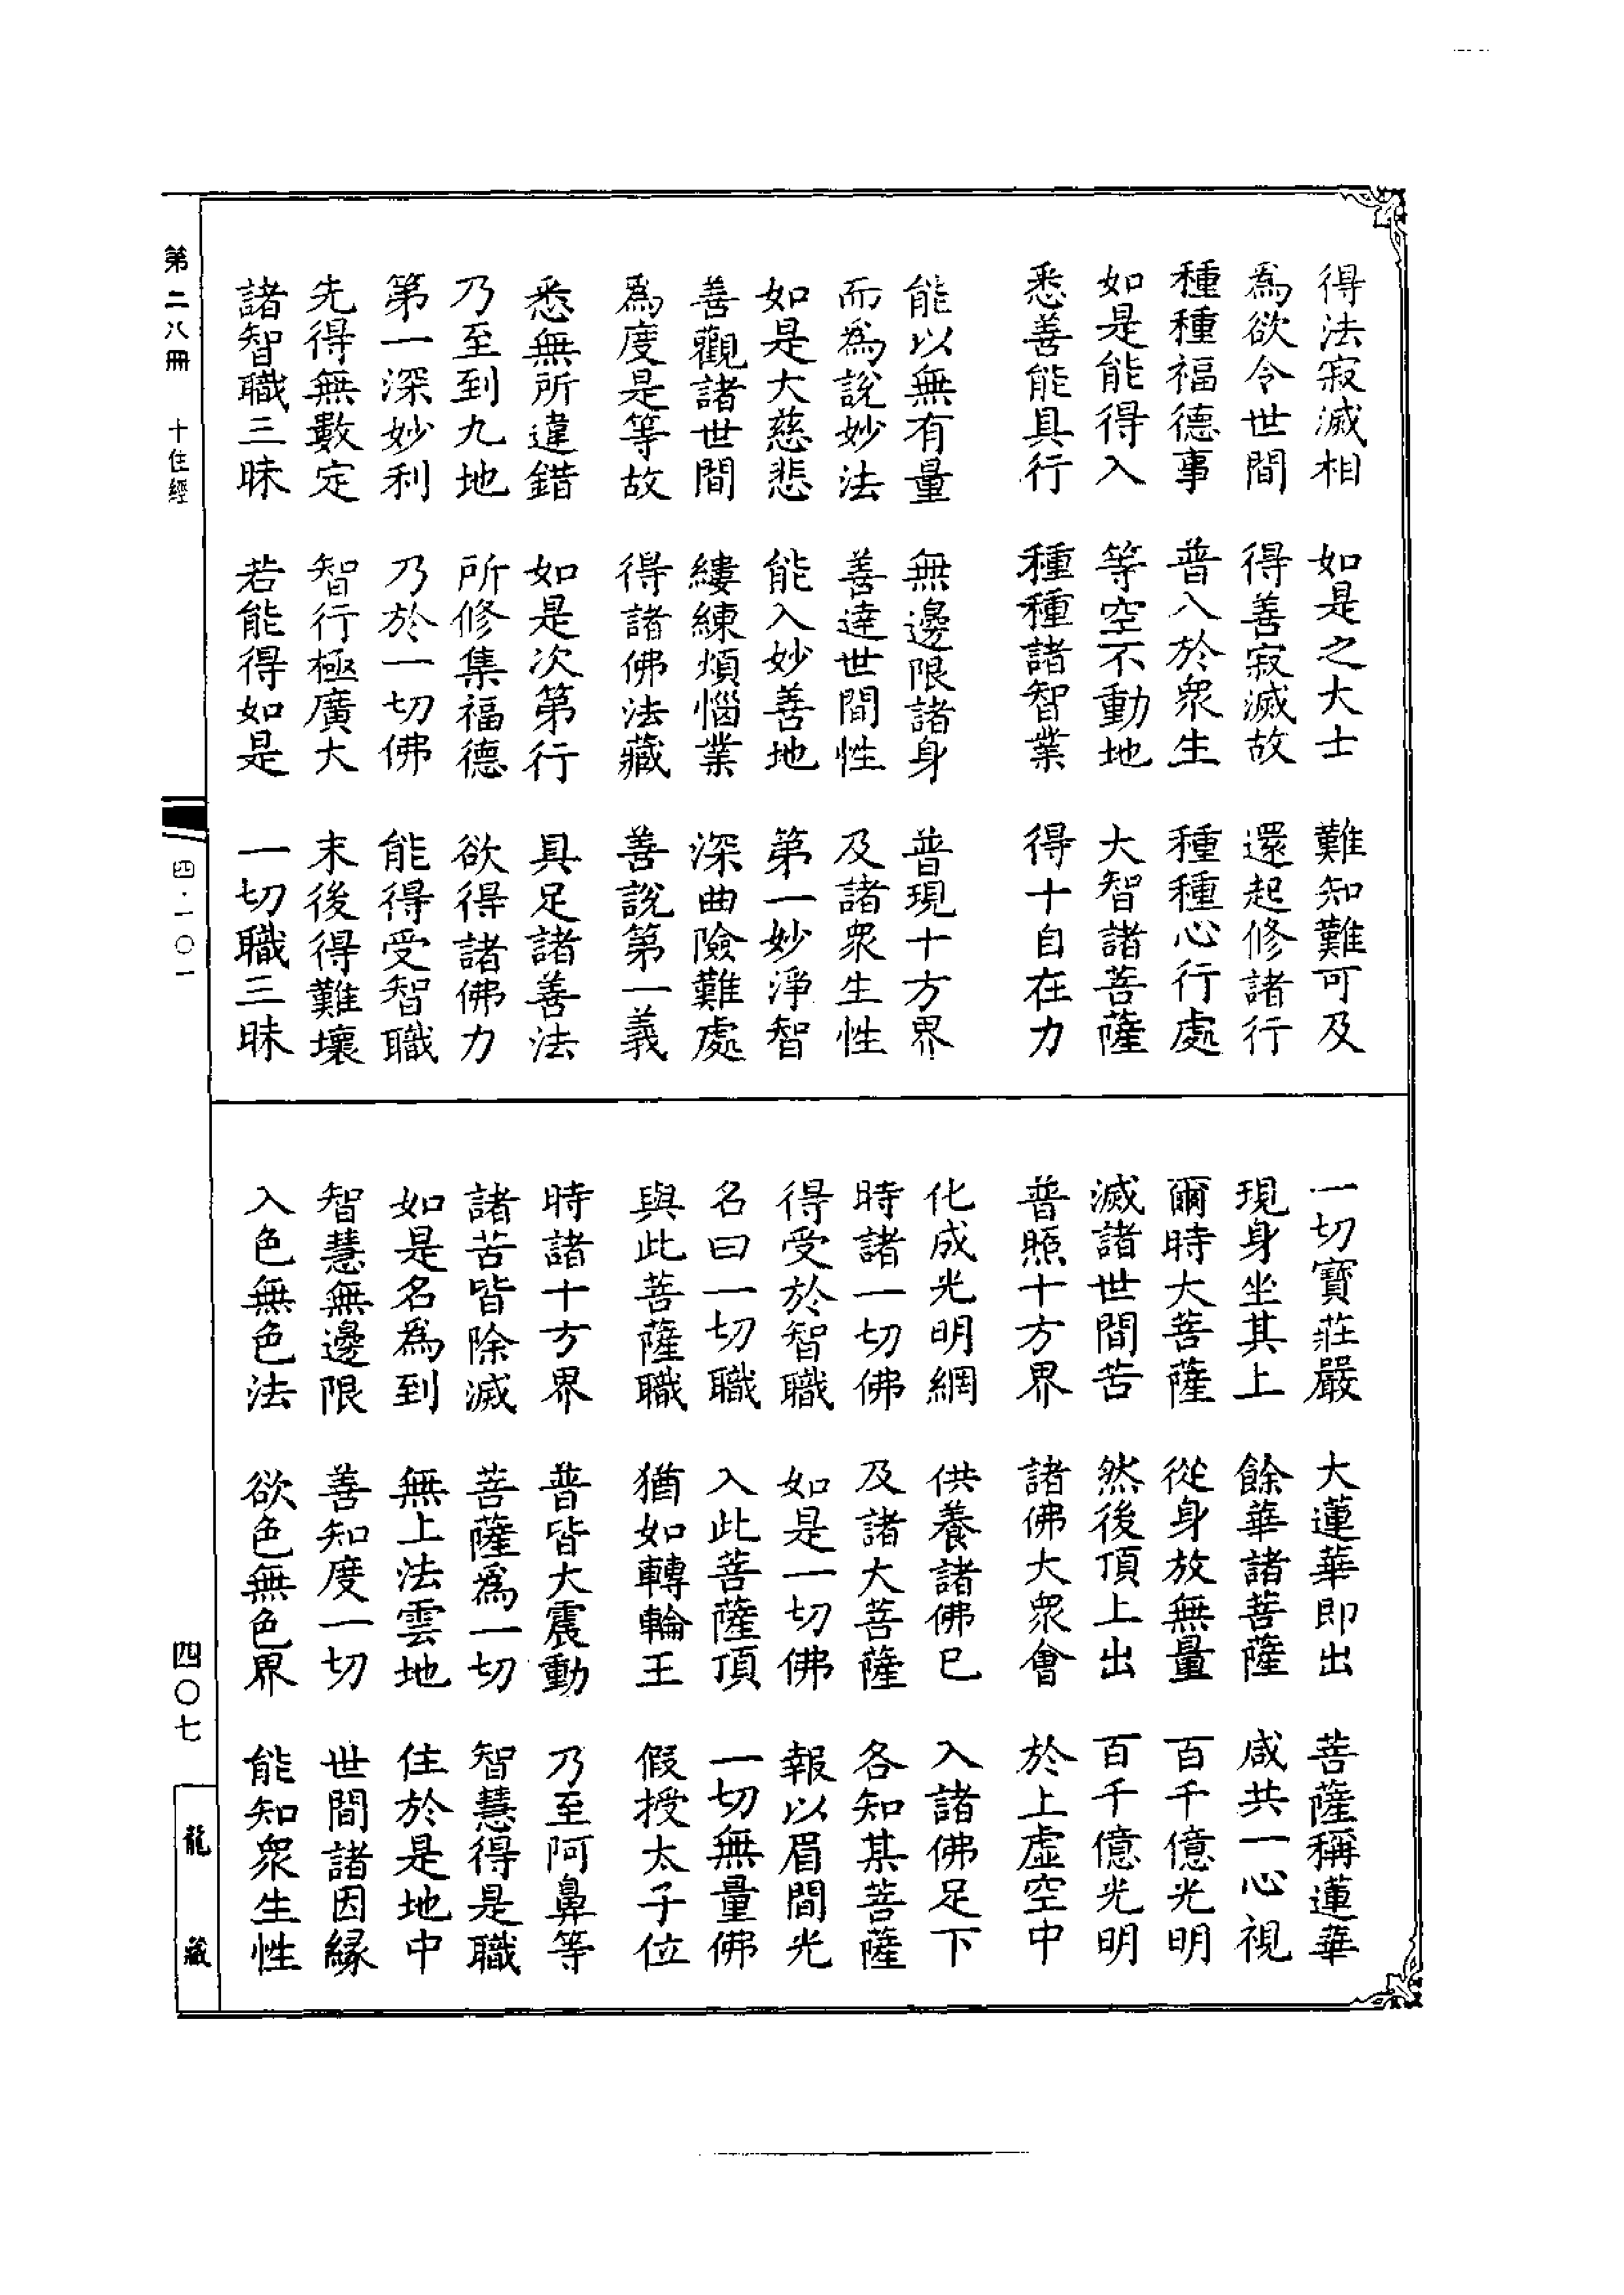 得法寂滅相　如是之大士　難知難可及
為欲令世間　得善寂滅故　還起修諸行
種種福德事　普入於衆生　種種心行處
如是能得入　等空不動地　大智諸菩薩
悉善能具行　種種諸智業　得十自在力
能以無有量　無邊限諸身　普現十方界
而為說妙法　善達世間性　及諸衆生性
如是大慈悲　能入妙善地　第一妙淨智
善觀諸世間　縷練煩惱業　深曲險難處
為度是等故　得諸佛法藏　善說第一義
悉無所違錯　如是次第行　具足諸善法
乃至到九地　所修集福德　欲得諸佛力
第一深妙利　乃於一切佛　能得受智職
先得無數定　智行極廣大　末後得難壞
諸智職三昧　若能得如是　一切職三昧
一切寶莊嚴　大蓮華即出　菩薩稱蓮華
現身坐其上　餘華諸菩薩　咸共一心視
爾時大菩薩　從身放無量　百千億光明
滅諸世間苦　然後頂上出　百千億光明
普照十方界　諸佛大衆會　於上虛空中
化成光明網　供養諸佛已　入諸佛足下
時諸一切佛　及諸大菩薩　各知其菩薩
得受於智職　如是一切佛　報以眉間光
名曰一切職　入此菩薩頂　一切無量佛
與此菩薩職　猶如轉輪王　假授太子位
時諸十方界　普皆大震動　乃至阿鼻等
諸苦皆除滅　菩薩為一切　智慧得是職
如是名為到　無上法雲地　住於是地中
智慧無邊限　善知度一切　世間諸因緣
入色無色法　欲色無色界　能知衆生性
第二八冊　十住經
四·一〇一
四〇七
龍藏